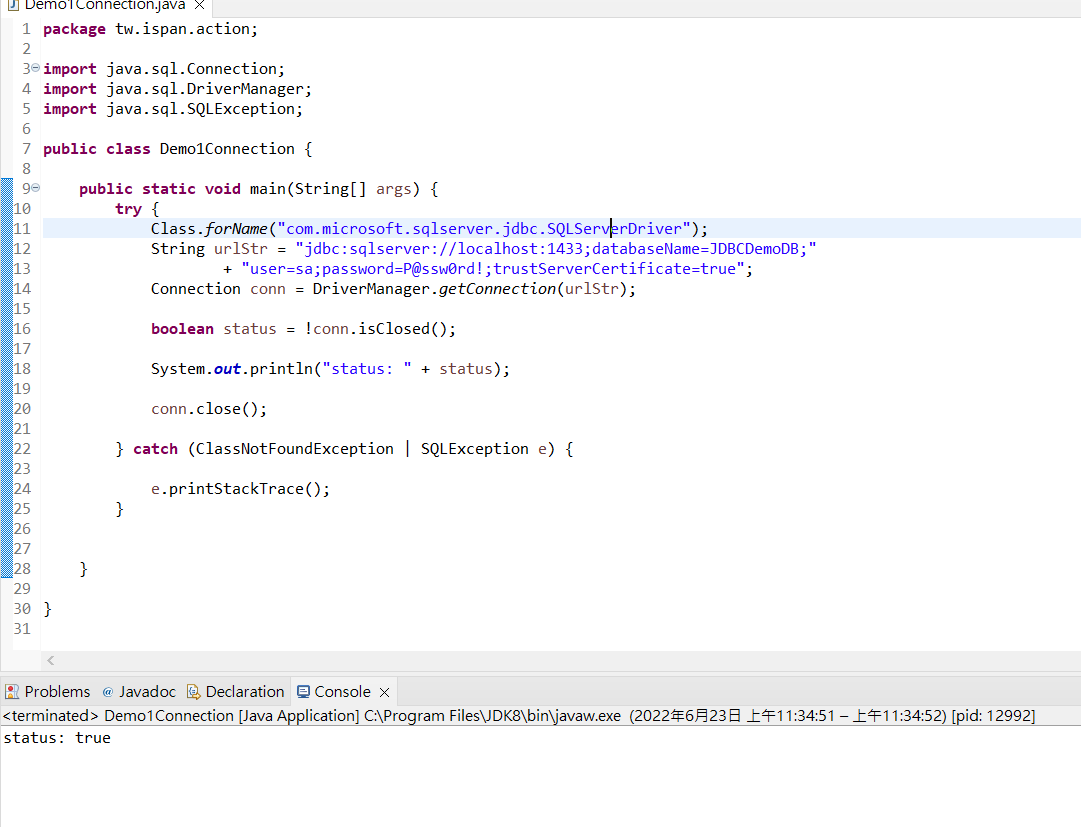 Demo1Connection.java
1 package tw.ispan.action;
2
3 import java.sql.Connection;
4 import java.sql.DriverManager;
5 import java.sql.SQLException;
6
7 public class Demo1Connection {
8
9 public static void main(String[] args) {
10 try {
11 Class.forName("com.microsoft.sqlserver.jdbc.SQLServerDriver");
12 String urlStr = "jdbc:sqlserver://localhost:1433;databaseName=JDBCDemoDB;"
13 + "user=sa;password=P@ssw0rd!;trustServerCertificate=true";
14 Connection conn = DriverManager.getConnection(urlStr);
15
16 boolean status = !conn.isClosed();
17
18 System.out.println("status: " + status);
19
20 conn.close();
21
22 } catch (ClassNotFoundException | SQLException e) {
23
24 e.printStackTrace();
25 }
26
27
28 }
29
30 }
31
Problems @ Javadoc Declaration Console
<terminated> Demo1Connection [Java Application] C:\Program Files\JDK8\bin\javaw.exe (2022年6月23日 上午11:34:51 – 上午11:34:52) [pid: 12992]
status: true